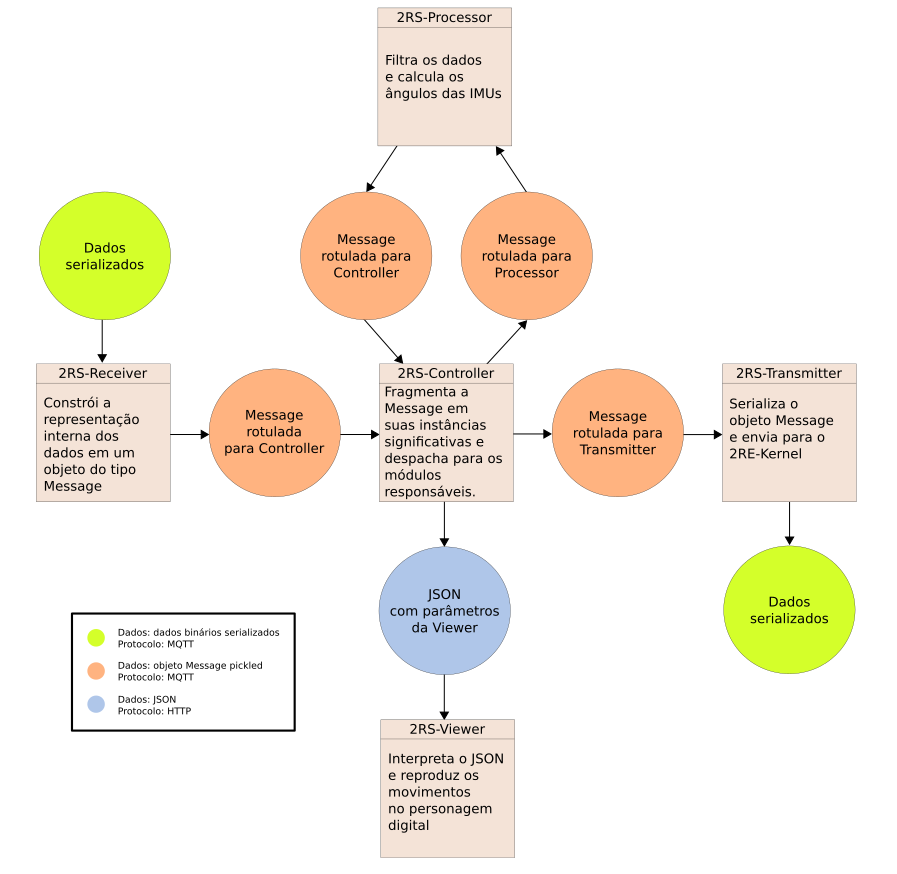 2RS-Processor
Filtra os dados
e calcula os
ângulos das IMUs
Dados
serializados
Message
rotulada para
Controller
Message
rotulada para
Processor
2RS-Receiver
Constrói a
representação
interna dos
dados em um
objeto do tipo
Message
Message
rotulada
para Controller
2RS-Controller
Fragmenta a
Message em
suas instâncias
significativas e
despacha para os
módulos
responsáveis.
Message
rotulada para
Transmitter
2RS-Transmitter
Serializa o
objeto Message
e envia para o
2RE-Kernel
JSON
com parâmetros
da Viewer
Dados
serializados
Dados: dados binários serializados
Protocolo: MQTT
Dados: objeto Message pickled
Protocolo: MQTT
Dados: JSON
Protocolo: HTTP
2RS-Viewer
Interpreta o JSON
e reproduz os
movimentos
no personagem
digital